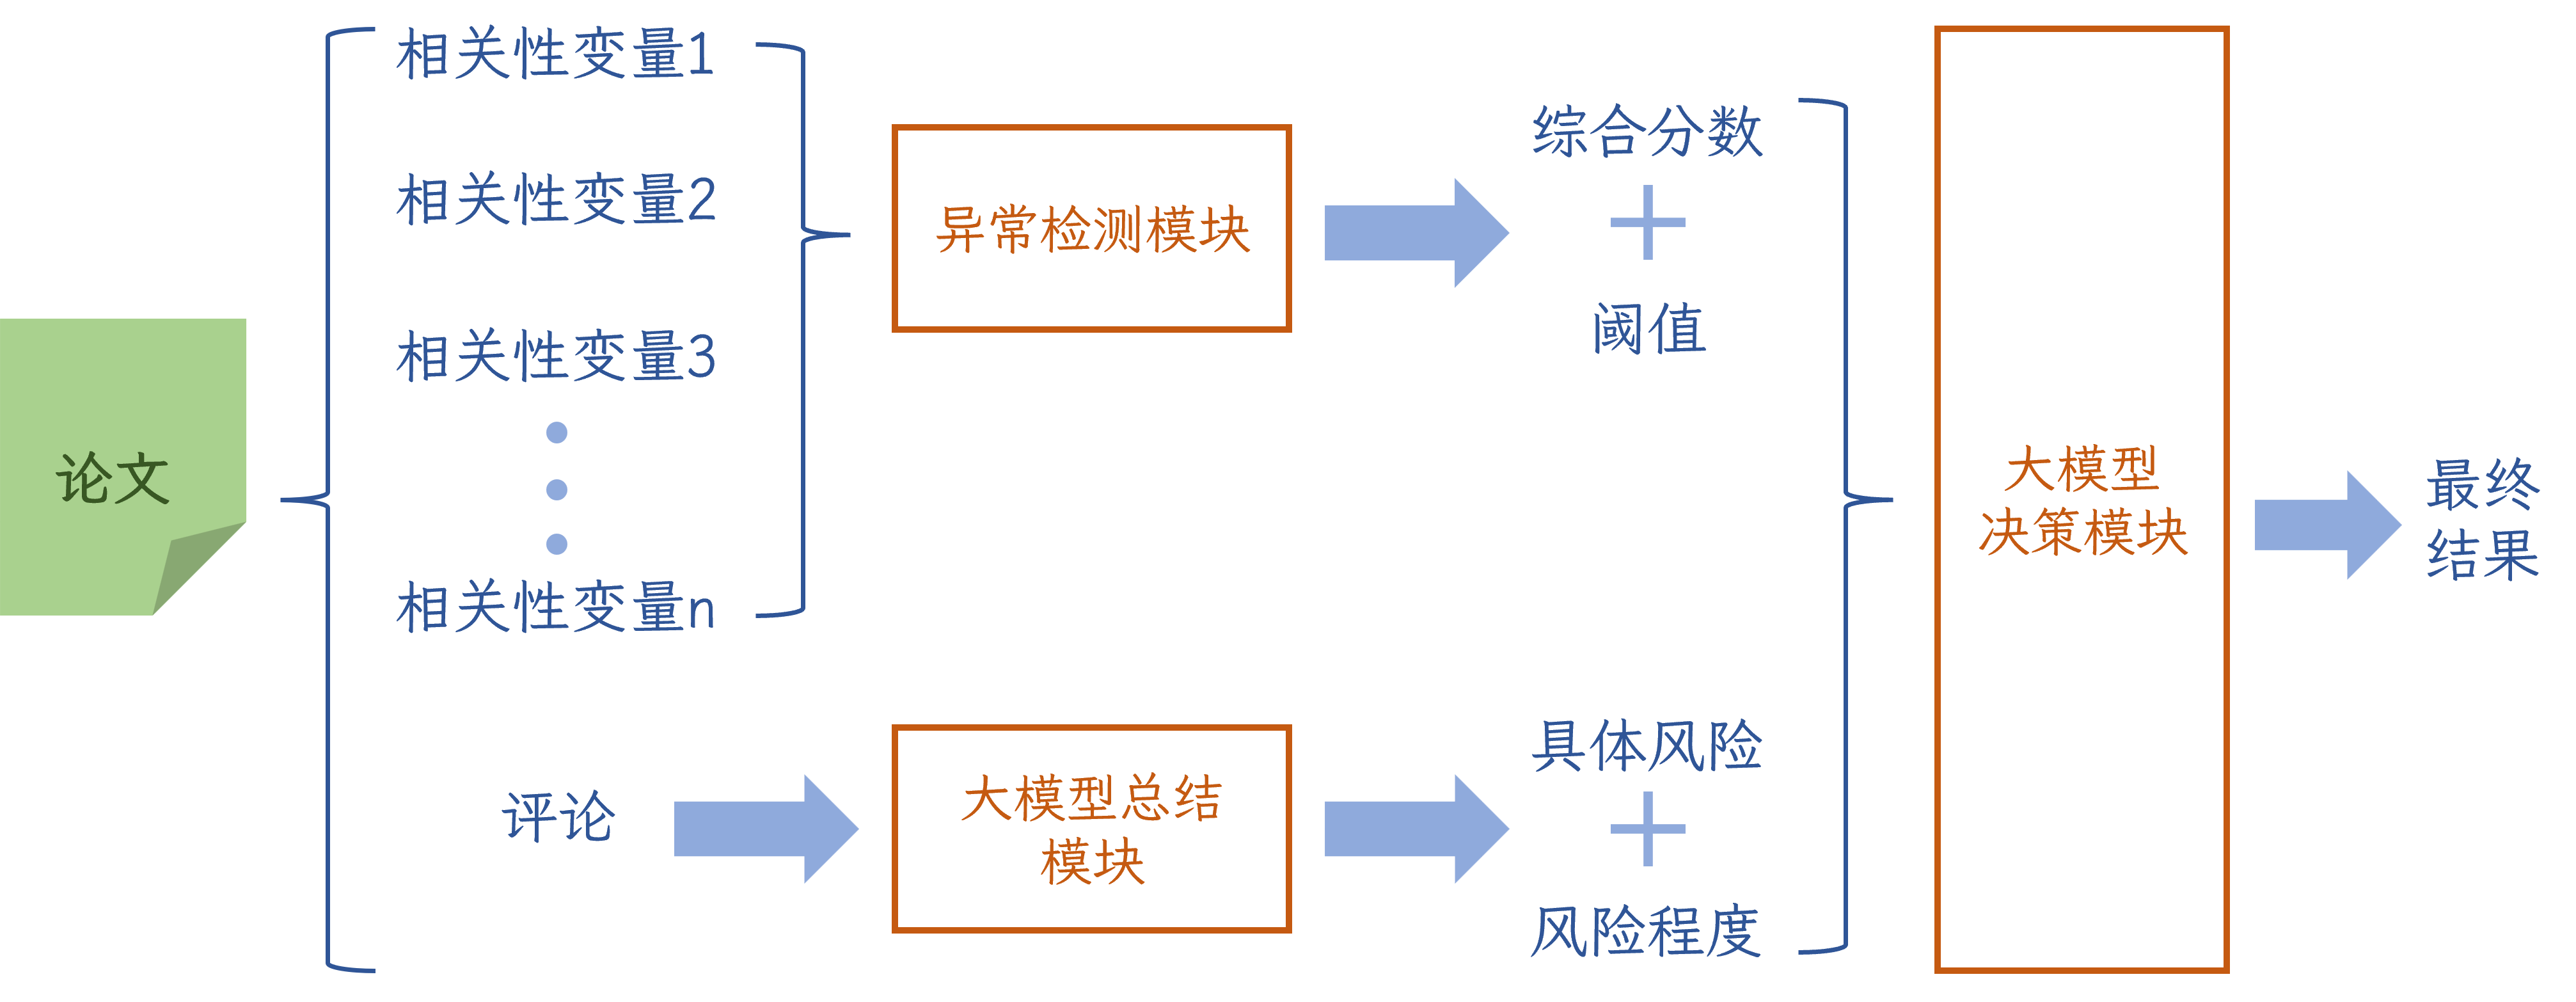 论文
相关性变量1
相关性变量2
相关性变量3
相关性变量n
评论
异常检测模块
大模型总结
模块
综合分数
阈值
具体风险
风险程度
大模型
决策模块
最终
结果